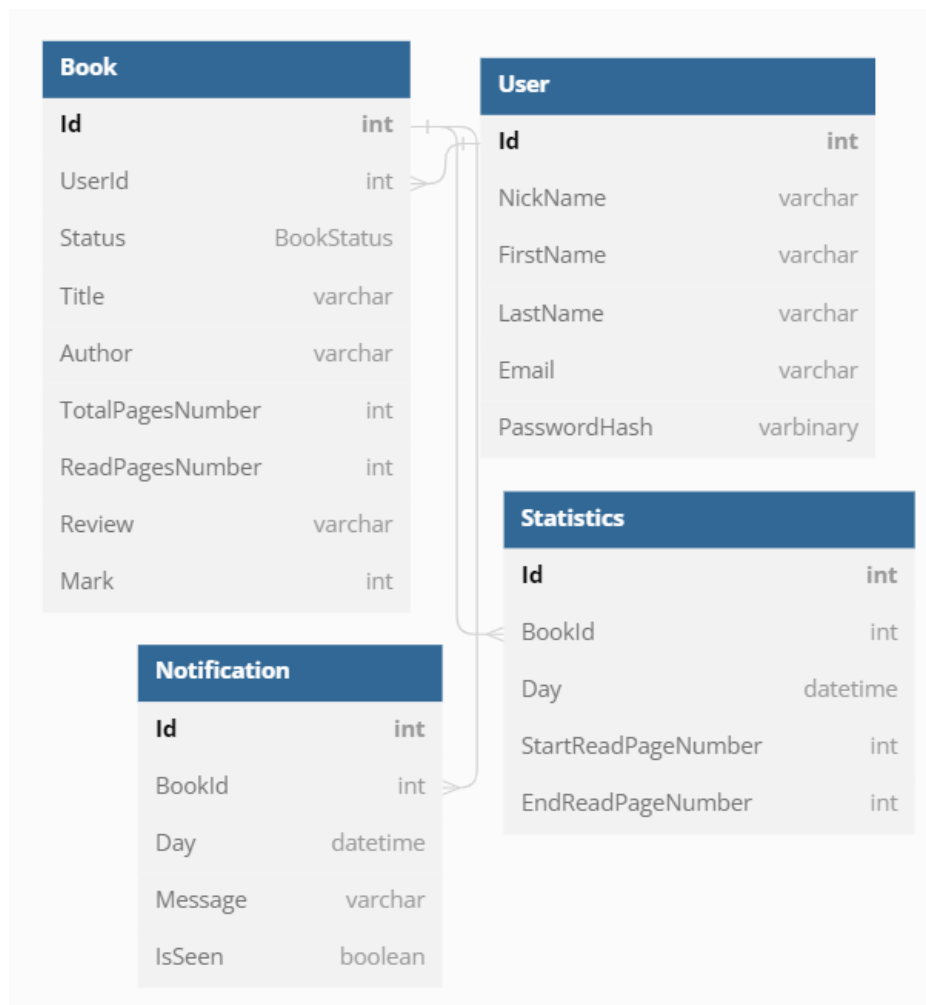 Book
Id int
UserId int
Status BookStatus
Title varchar
Author varchar
TotalPagesNumber int
ReadPagesNumber int
Review varchar
Mark int
User
Id int
NickName varchar
FirstName varchar
LastName varchar
Email varchar
PasswordHash varbinary
Statistics
Id int
BookId int
Day datetime
StartReadPageNumber int
EndReadPageNumber int
Notification
Id int
BookId int
Day datetime
Message varchar
IsSeen boolean